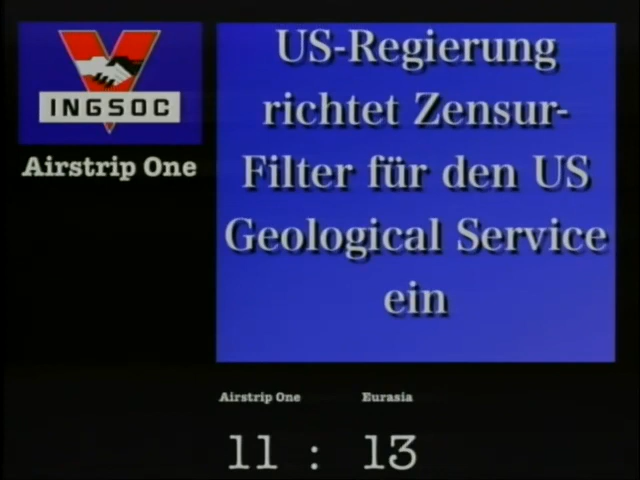 INGSOC
Airstrip One
US-Regierung
richtet Zensur-
Filter für den US
Geological Service
ein
Airstrip One
Eurasia
11 : 13